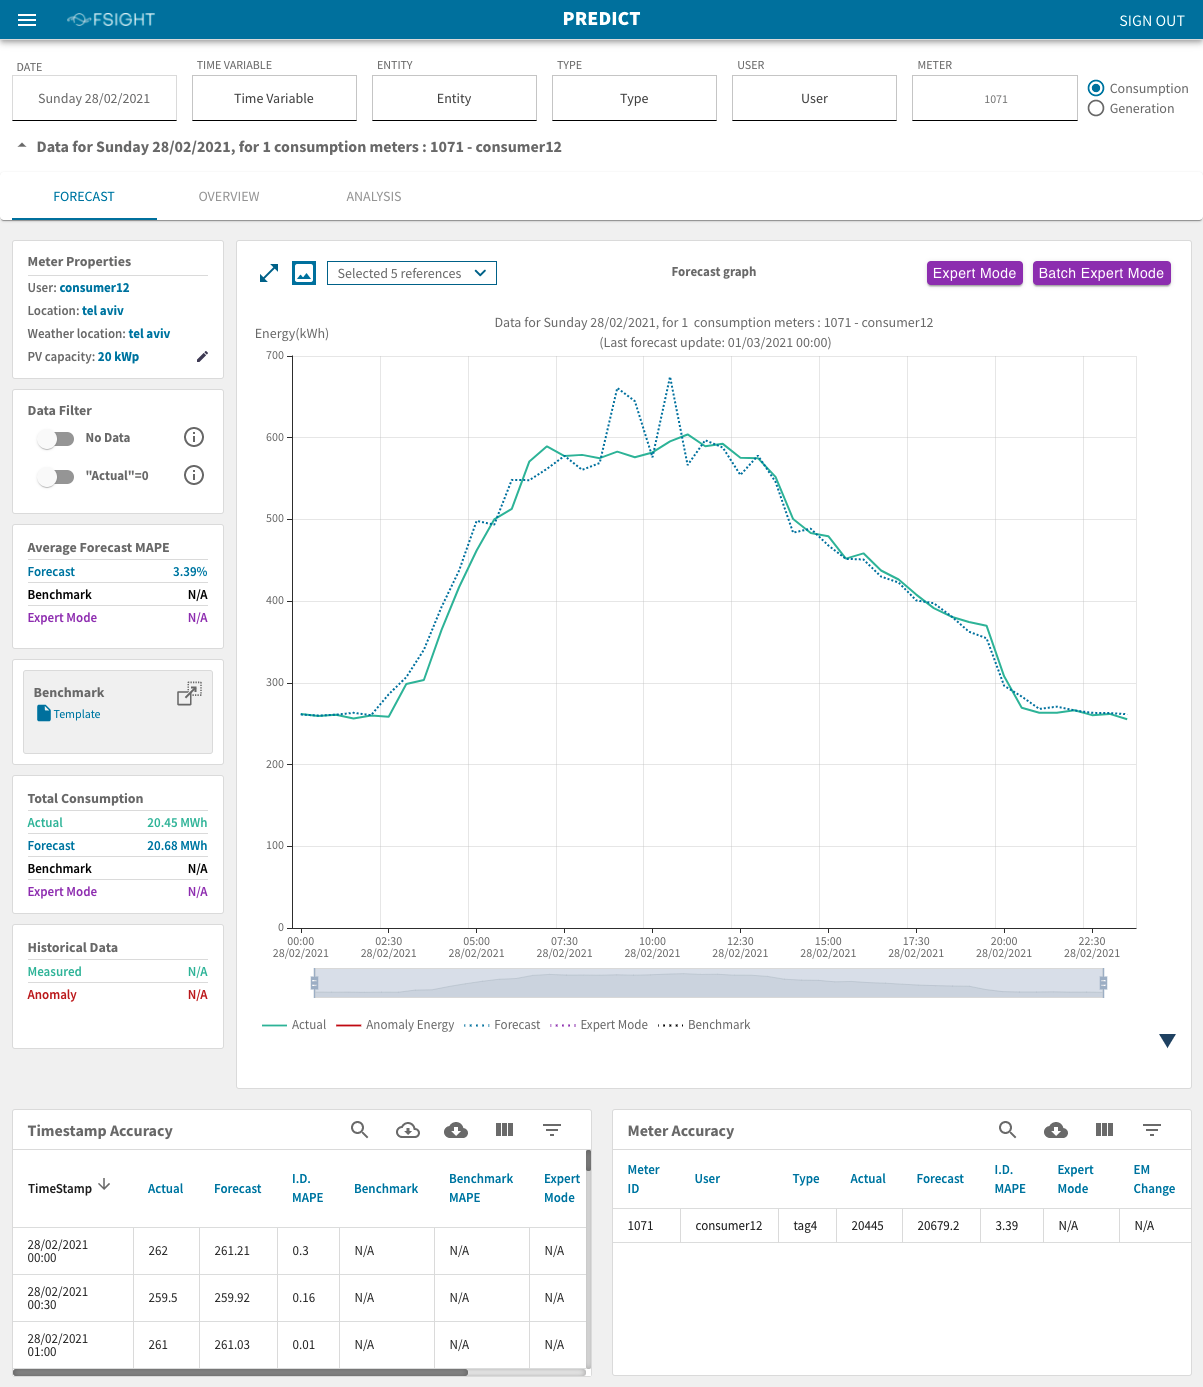 FSIGHT
PREDICT
SIGN OUT
DATE
TIME VARIABLE
ENTITY
TYPE
USER
METER
Sunday 28/02/2021
Time Variable
Entity
Type
User
1071
Consumption
Generation
Data for Sunday 28/02/2021, for 1 consumption meters : 1071 - consumer12
FORECAST
OVERVIEW
ANALYSIS
Meter Properties
User: consumer12
Location: tel aviv
Weather location: tel aviv
PV capacity: 20 kWp
Data Filter
No Data
"Actual"=0
Average Forecast MAPE
Forecast 3.39%
Benchmark N/A
Expert Mode N/A
Benchmark
Template
Total Consumption
Actual 20.45 MWh
Forecast 20.68 MWh
Benchmark N/A
Expert Mode N/A
Historical Data
Measured N/A
Anomaly N/A
Selected 5 references
Forecast graph
Expert Mode
Batch Expert Mode
Data for Sunday 28/02/2021, for 1 consumption meters : 1071 - consumer12
(Last forecast update: 01/03/2021 00:00)
Energy(kWh)
700
600
500
400
300
200
100
0
00:00 02:30 05:00 07:30 10:00 12:30 15:00 17:30 20:00 22:30
28/02/2021 28/02/2021 28/02/2021 28/02/2021 28/02/2021 28/02/2021 28/02/2021 28/02/2021 28/02/2021 28/02/2021
Actual Anomaly Energy Forecast Expert Mode Benchmark
Timestamp Accuracy
TimeStamp Actual Forecast I.D. MAPE Benchmark Benchmark MAPE Expert Mode
28/02/2021 00:00 262 261.21 0.3 N/A N/A N/A
28/02/2021 00:30 259.5 259.92 0.16 N/A N/A N/A
28/02/2021 01:00 261 261.03 0.01 N/A N/A N/A
Meter Accuracy
Meter ID User Type Actual Forecast I.D. MAPE Expert Mode EM Change
1071 consumer12 tag4 20445 20679.2 3.39 N/A N/A